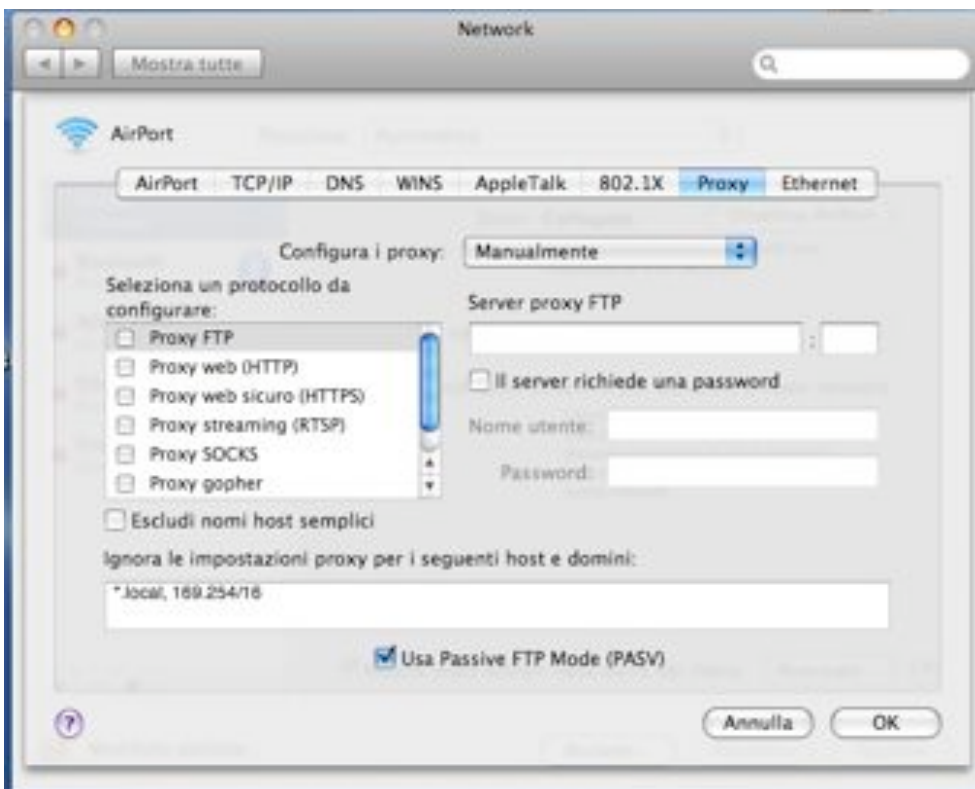 Network
Mostra tutte
AirPort
AirPort TCP/IP DNS WINS AppleTalk 802.1X Proxy Ethernet
Configura i proxy: Manualmente
Seleziona un protocollo da
configurare:
Server proxy FTP
Proxy FTP
:
Proxy web (HTTP)
Il server richiede una password
Proxy web sicuro (HTTPS)
Proxy streaming (RTSP)
Nome utente:
Proxy SOCKS
Password:
Proxy gopher
Escludi nomi host semplici
Ignora le impostazioni proxy per i seguenti host e domini:
*.local, 169.254/16
Usa Passive FTP Mode (PASV)
?
Annulla OK